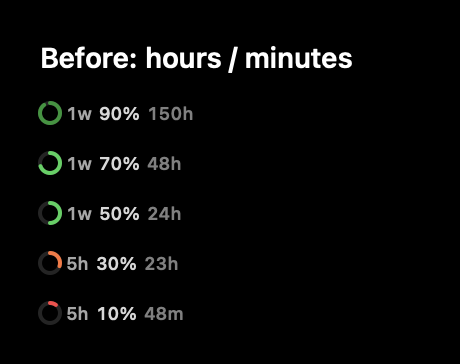 Before: hours / minutes
1w 90% 150h
1w 70% 48h
1w 50% 24h
5h 30% 23h
5h 10% 48m